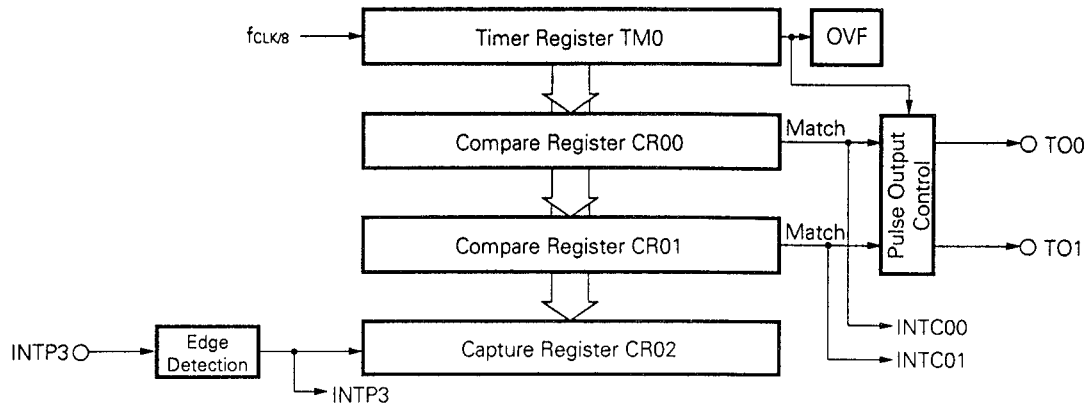 fCLK/8
Timer Register TM0
OVF
Compare Register CR00
Match
TO0
Pulse Output
Control
Compare Register CR01
Match
TO1
INTC00
INTP3
Edge
Detection
Capture Register CR02
INTC01
INTP3